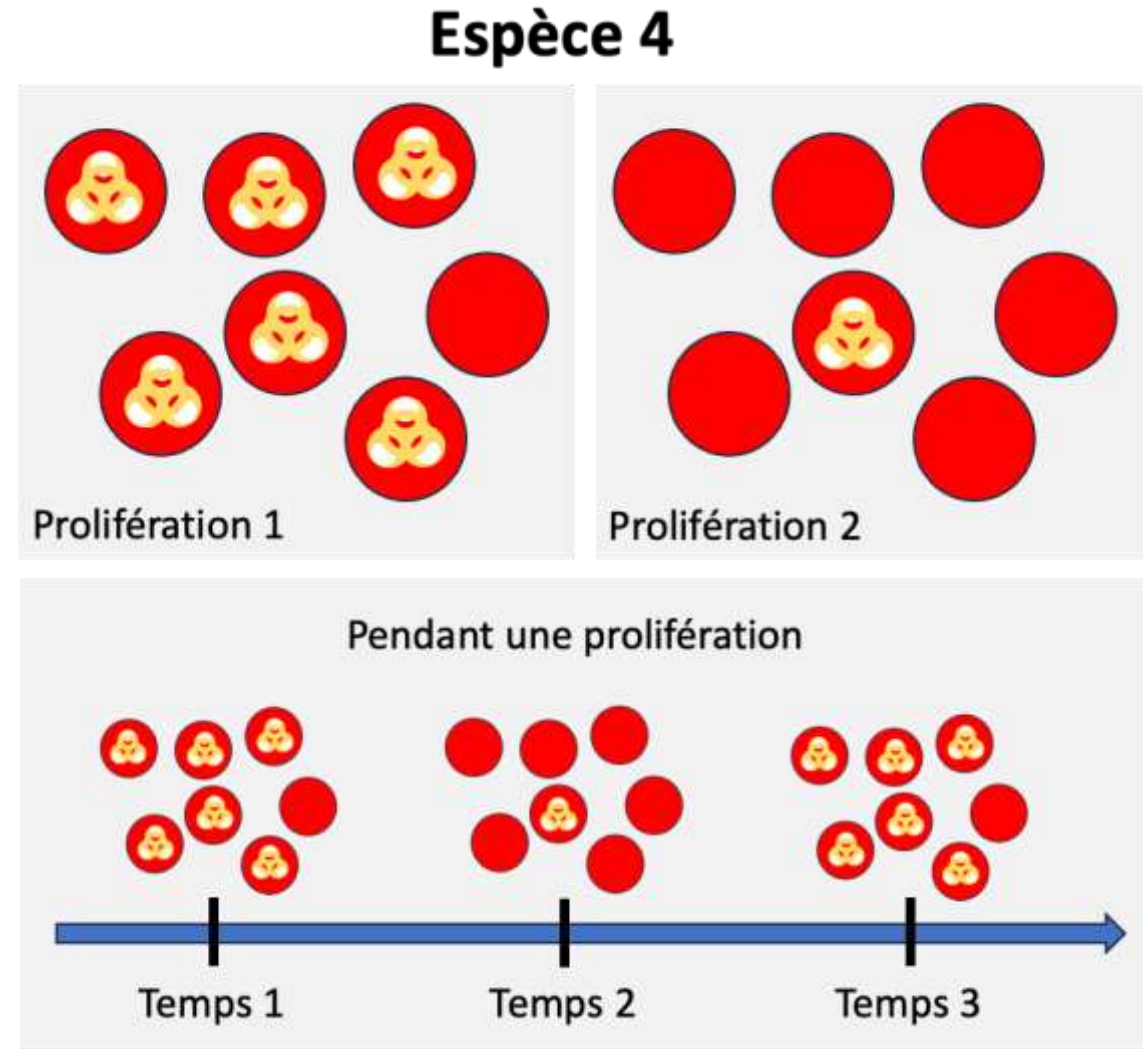 Espèce 4
Prolifération 1
Prolifération 2
Pendant une prolifération
Temps 1
Temps 2
Temps 3